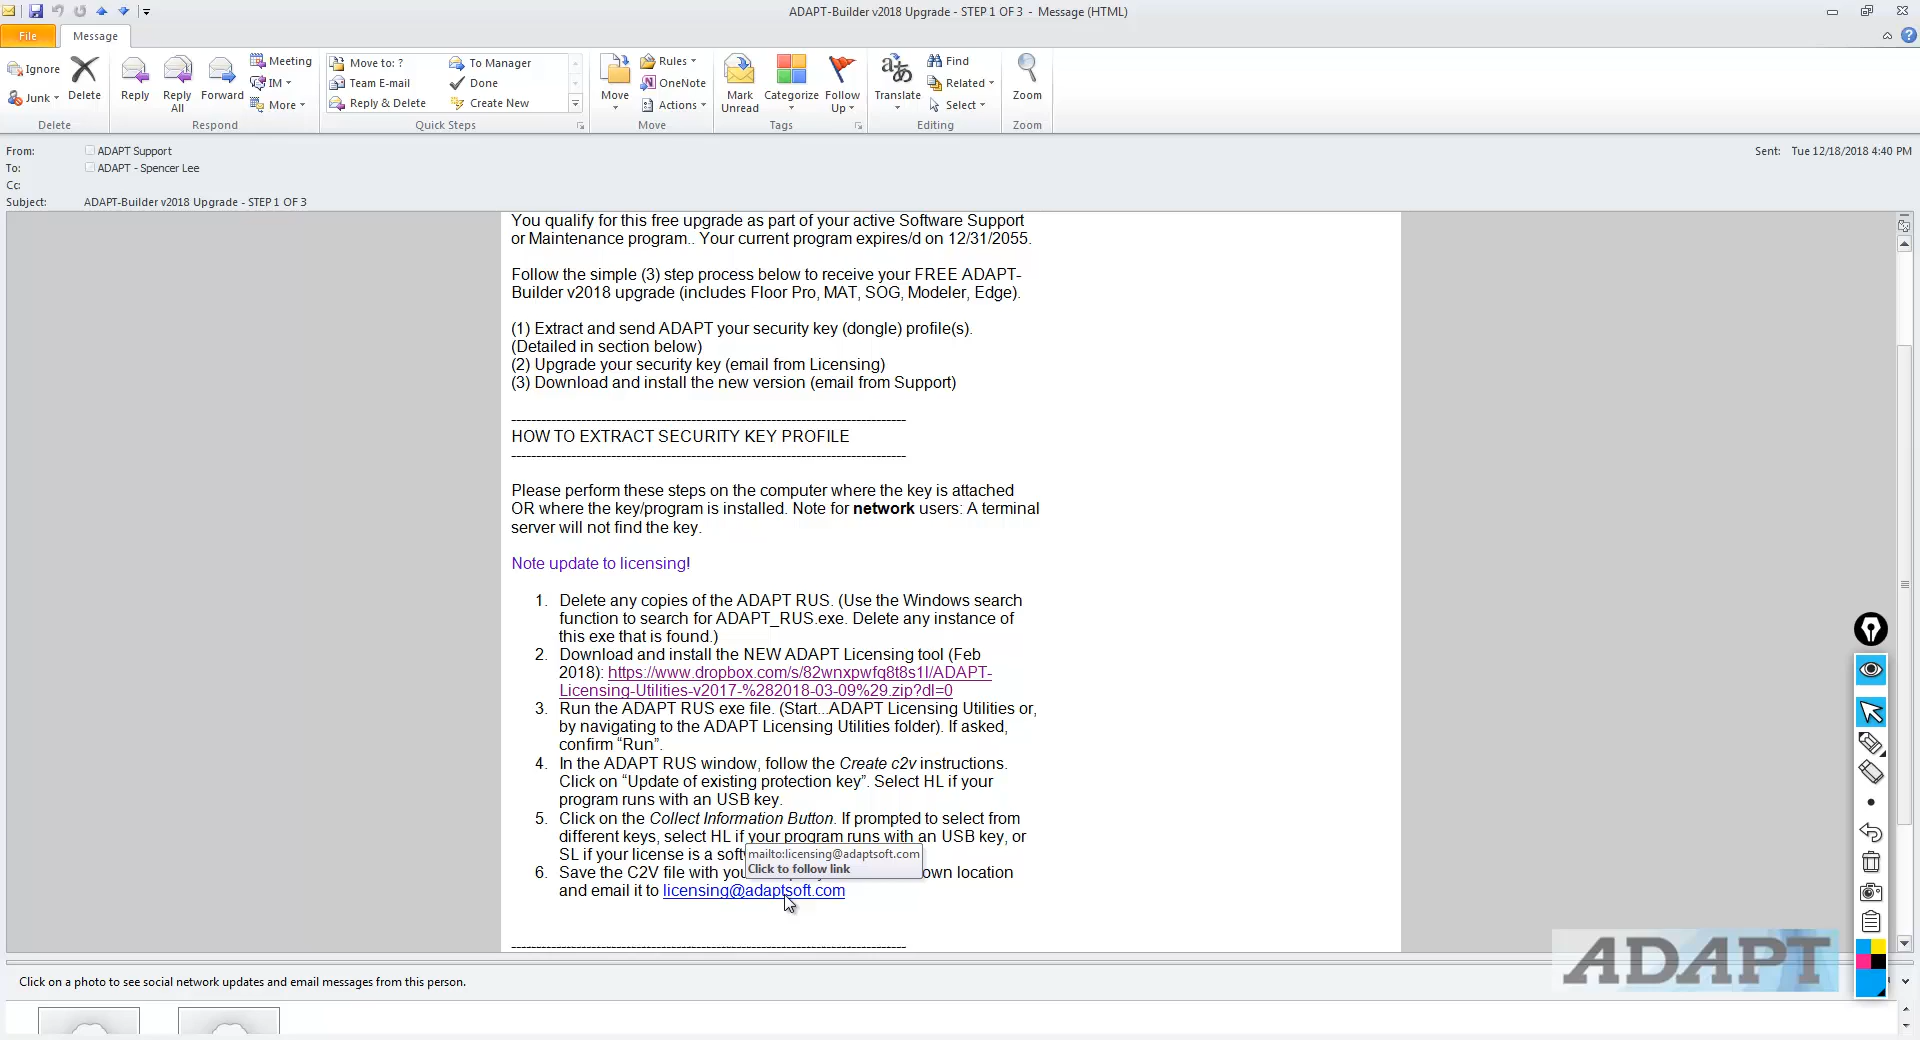 ADAPT-Builder v2018 Upgrade - STEP 1 OF 3 - Message (HTML)
File Message
Ignore
Junk
Delete
Delete
Reply
Reply All
Forward
Meeting
IM
More
Respond
Move to: ?
Team E-mail
Reply & Delete
To Manager
Done
Create New
Quick Steps
Move
Rules
OneNote
Actions
Move
Mark Unread
Categorize
Follow Up
Tags
Translate
Find
Related
Select
Editing
Zoom
Zoom
From: ADAPT Support
Sent: Tue 12/18/2018 4:40 PM
To: ADAPT - Spencer Lee
Cc:
Subject: ADAPT-Builder v2018 Upgrade - STEP 1 OF 3
You qualify for this free upgrade as part of your active Software Support
or Maintenance program.. Your current program expires/d on 12/31/2055.
Follow the simple (3) step process below to receive your FREE ADAPT-
Builder v2018 upgrade (includes Floor Pro, MAT, SOG, Modeler, Edge).
(1) Extract and send ADAPT your security key (dongle) profile(s).
(Detailed in section below)
(2) Upgrade your security key (email from Licensing)
(3) Download and install the new version (email from Support)
-------------------------------------------------------------------------------
HOW TO EXTRACT SECURITY KEY PROFILE
-------------------------------------------------------------------------------
Please perform these steps on the computer where the key is attached
OR where the key/program is installed. Note for network users: A terminal
server will not find the key.
Note update to licensing!
1. Delete any copies of the ADAPT RUS. (Use the Windows search
function to search for ADAPT_RUS.exe. Delete any instance of
this exe that is found.)
2. Download and install the NEW ADAPT Licensing tool (Feb
2018): https://www.dropbox.com/s/82wnxpwfq8t8s1l/ADAPT-
Licensing-Utilities-v2017-%282018-03-09%29.zip?dl=0
3. Run the ADAPT RUS exe file. (Start...ADAPT Licensing Utilities or,
by navigating to the ADAPT Licensing Utilities folder). If asked,
confirm “Run”.
4. In the ADAPT RUS window, follow the Create c2v instructions.
Click on “Update of existing protection key”. Select HL if your
program runs with an USB key.
5. Click on the Collect Information Button. If prompted to select from
different keys, select HL if your program runs with an USB key, or
SL if your license is a soft
mailto:licensing@adaptsoft.com
Click to follow link
6. Save the C2V file with you own location
and email it to licensing@adaptsoft.com
-------------------------------------------------------------------------------
ADAPT
Click on a photo to see social network updates and email messages from this person.